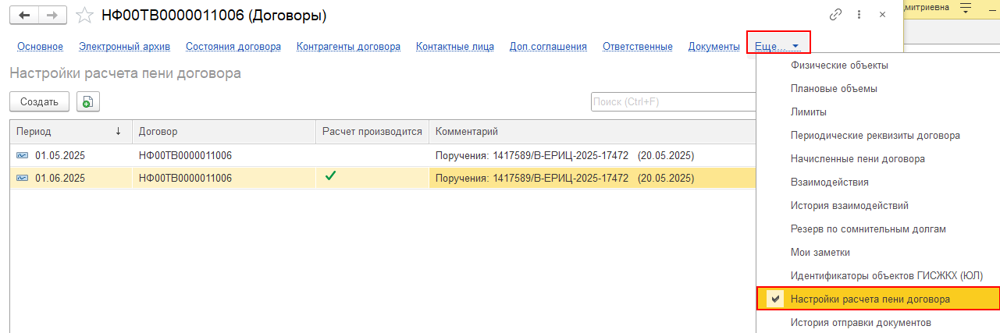 НФ00ТВ0000011006 (Договоры)
митриевна
Основное Электронный архив Состояния договора Контрагенты договора Контактные лица Доп.соглашения Ответственные Документы Еще...
Настройки расчета пени договора
Создать
Поиск (Ctrl+F)
Период ↓ Договор Расчет производится Комментарий
01.05.2025 НФ00ТВ0000011006 Поручения: 1417589/В-ЕРИЦ-2025-17472 (20.05.2025)
01.06.2025 НФ00ТВ0000011006 Поручения: 1417589/В-ЕРИЦ-2025-17472 (20.05.2025)
Физические объекты
Плановые объемы
Лимиты
Периодические реквизиты договора
Начисленные пени договора
Взаимодействия
История взаимодействий
Резерв по сомнительным долгам
Мои заметки
Идентификаторы объектов ГИСЖКХ (ЮЛ)
Настройки расчета пени договора
История отправки документов